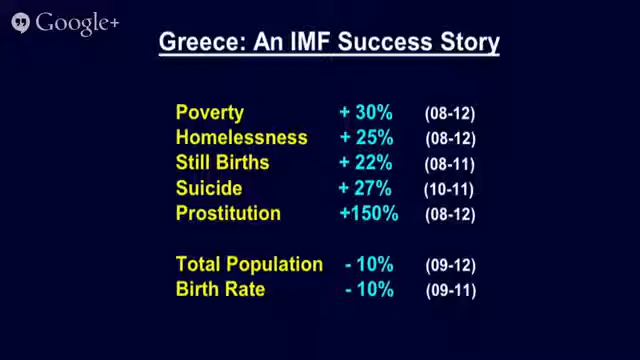 Google+
Greece: An IMF Success Story
Poverty + 30% (08-12)
Homelessness + 25% (08-12)
Still Births + 22% (08-11)
Suicide + 27% (10-11)
Prostitution +150% (08-12)
Total Population - 10% (09-12)
Birth Rate - 10% (09-11)